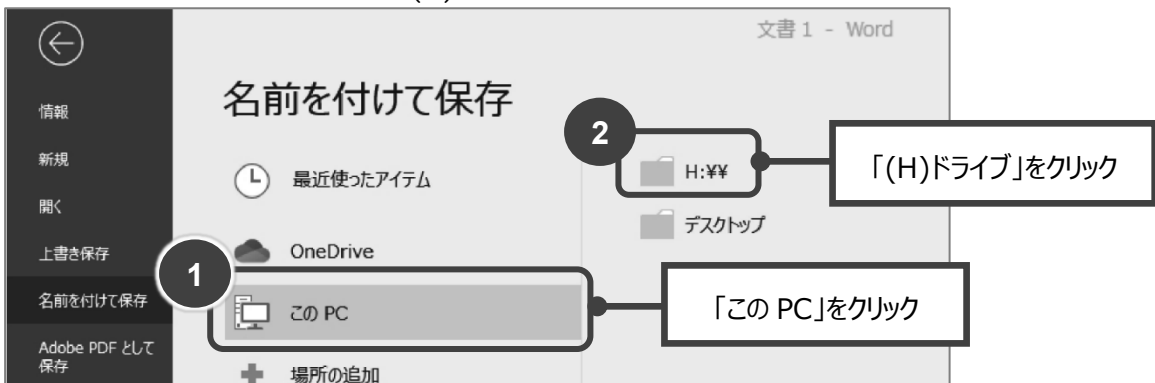 文書 1 - Word
情報
新規
開く
上書き保存
名前を付けて保存
Adobe PDF として
保存
名前を付けて保存
最近使ったアイテム
OneDrive
1
この PC
場所の追加
2
H:¥¥
デスクトップ
「(H)ドライブ」をクリック
「この PC」をクリック